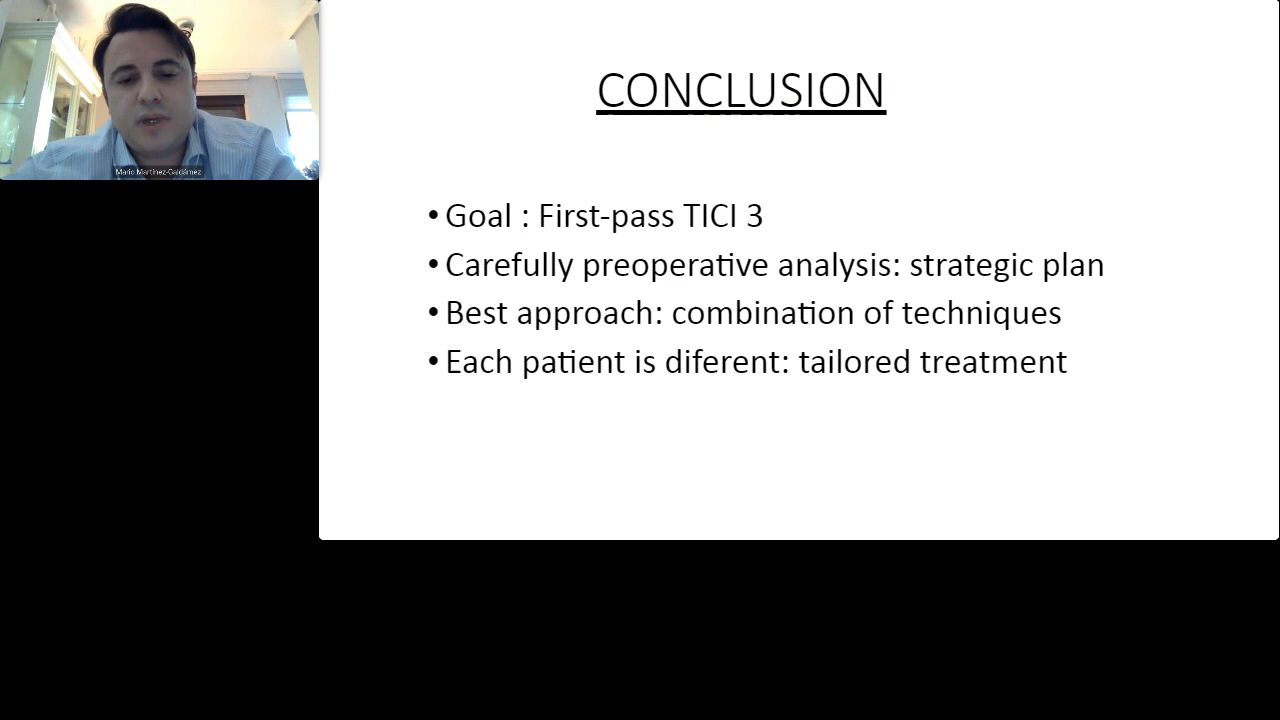 Mario Martínez-Galdámez
CONCLUSION
• Goal : First-pass TICI 3
• Carefully preoperative analysis: strategic plan
• Best approach: combination of techniques
• Each patient is diferent: tailored treatment